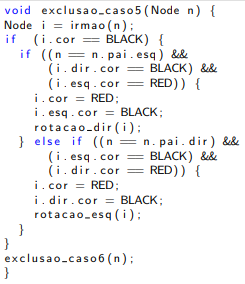 void exclusao_caso5(Node n) {
Node i = irmao(n);
if (i.cor == BLACK) {
if ((n == n.pai.esq) &&
(i.dir.cor == BLACK) &&
(i.esq.cor == RED)) {
i.cor = RED;
i.esq.cor = BLACK;
rotacao_dir(i);
} else if ((n == n.pai.dir) &&
(i.esq.cor == BLACK) &&
(i.dir.cor == RED)) {
i.cor = RED;
i.dir.cor = BLACK;
rotacao_esq(i);
}
}
exclusao_caso6(n);
}